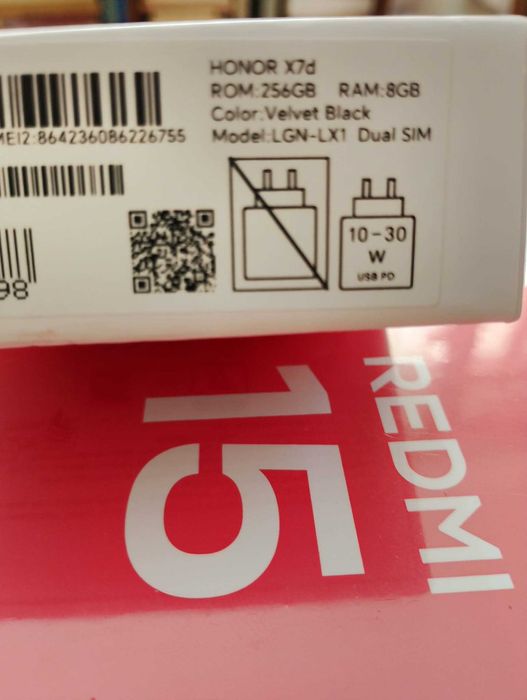 HONOR X7d
ROM:256GB RAM:8GB
Color:Velvet Black
MEI2:864236086226755
Model:LGN-LX1 Dual SIM
10-30
W
USB PD
98
REDMI
15